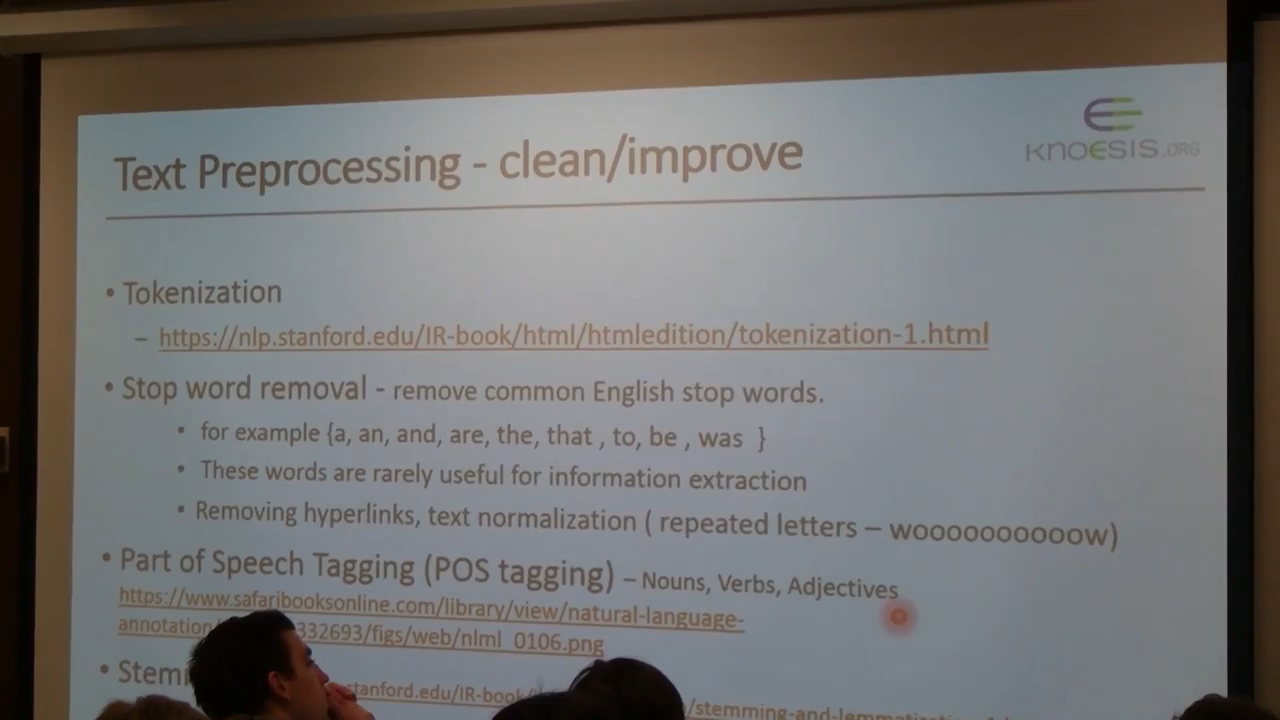 Text Preprocessing - clean/improve
KNOESIS.ORG
• Tokenization
– https://nlp.stanford.edu/IR-book/html/htmledition/tokenization-1.html
• Stop word removal - remove common English stop words.
• for example {a, an, and, are, the, that , to, be , was }
• These words are rarely useful for information extraction
• Removing hyperlinks, text normalization ( repeated letters – woooooooooow)
• Part of Speech Tagging (POS tagging) – Nouns, Verbs, Adjectives
https://www.safaribooksonline.com/library/view/natural-language-
annotation/ 332693/figs/web/nlml_0106.png
• Stem tanford.edu/IR-book /stemming-and-lemmatization